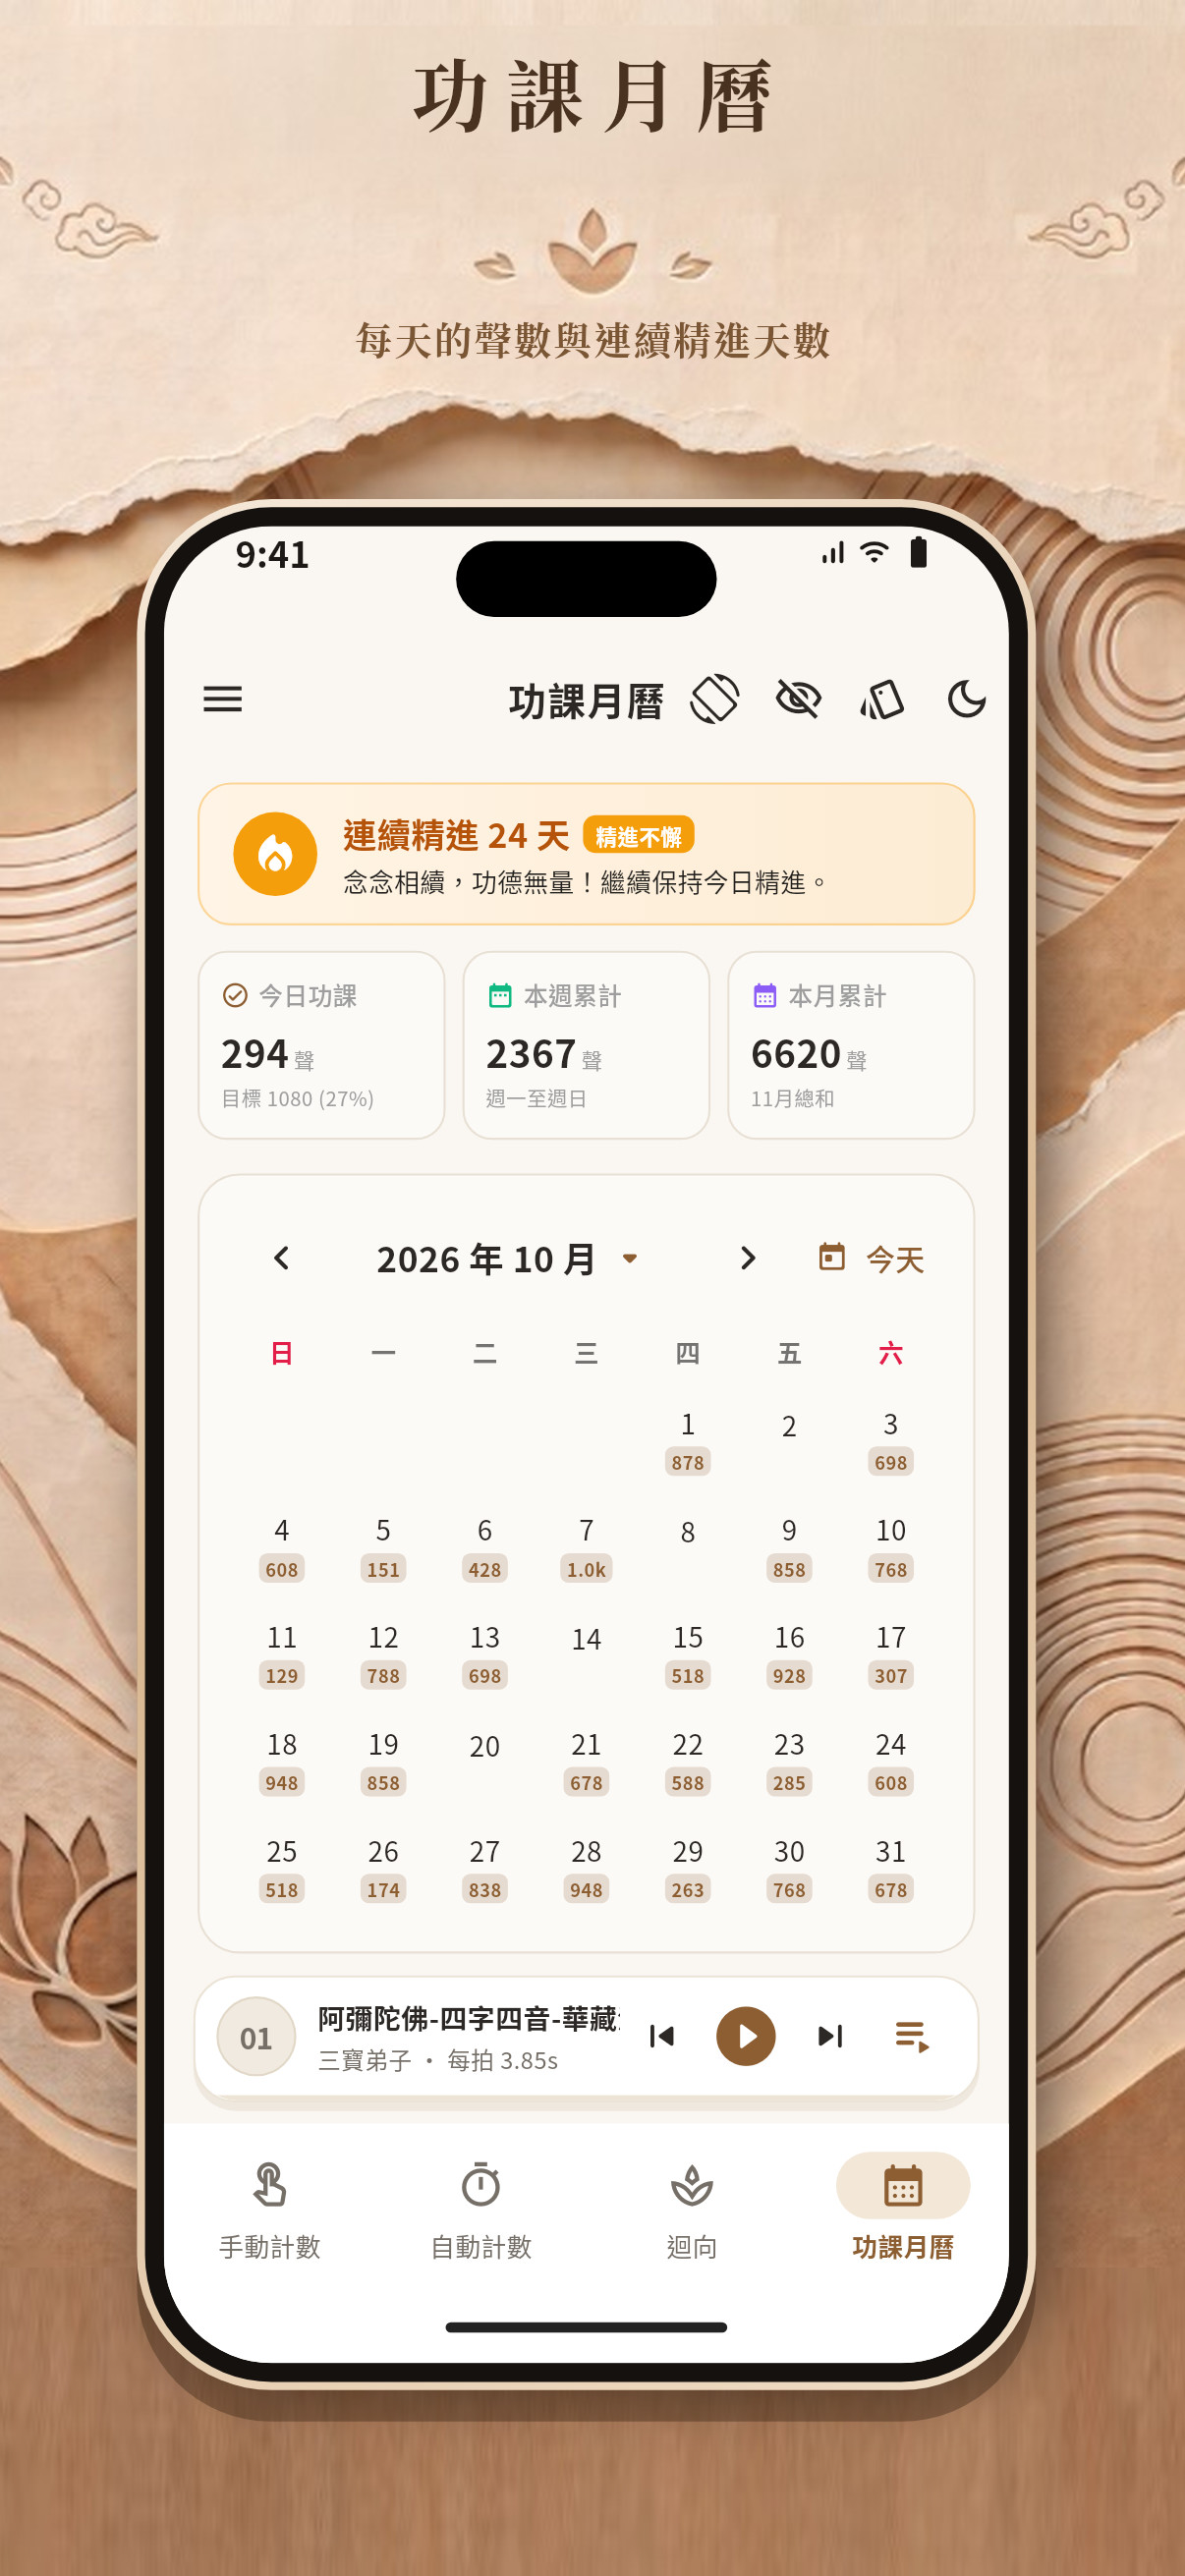 功課月曆
每天的聲數與連續精進天數
9:41
功課月曆
連續精進 24 天 精進不懈
念念相續，功德無量！繼續保持今日精進。
今日功課 本週累計 本月累計
294 聲 2367 聲 6620 聲
目標 1080 (27%) 週一至週日 11月總和
2026 年 10 月 今天
日 一 二 三 四 五 六
1 2 3
878 698
4 5 6 7 8 9 10
608 151 428 1.0k 858 768
11 12 13 14 15 16 17
129 788 698 518 928 307
18 19 20 21 22 23 24
948 858 678 588 285 608
25 26 27 28 29 30 31
518 174 838 948 263 768 678
01 阿彌陀佛-四字四音-華藏
三寶弟子 · 每拍 3.85s
手動計數 自動計數 迴向 功課月曆